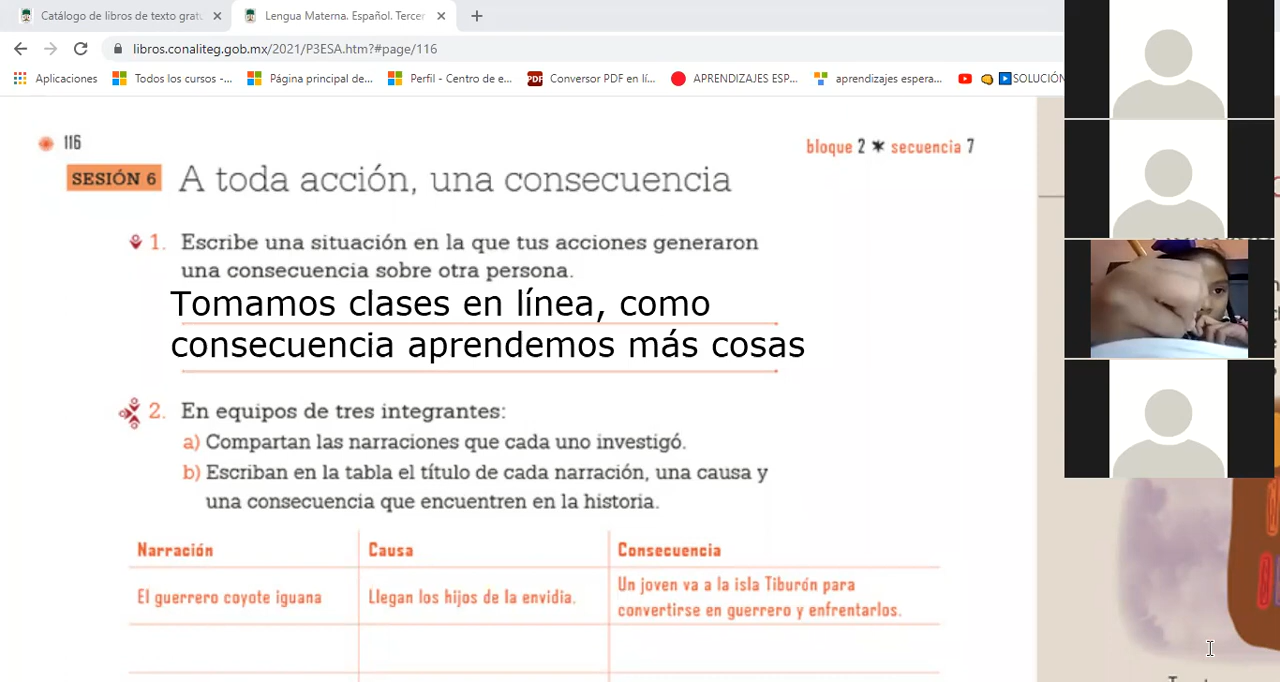 Catálogo de libros de texto gratu
Lengua Materna. Español. Tercer
libros.conaliteg.gob.mx/2021/P3ESA.htm?#page/116
Aplicaciones
Todos los cursos -...
Página principal de...
Perfil - Centro de e...
PDF
Conversor PDF en lí...
APRENDIZAJES ESP...
aprendizajes espera...
SOLUCIÓN
116
bloque 2 * secuencia 7
SESIÓN 6
A toda acción, una consecuencia
1. Escribe una situación en la que tus acciones generaron
una consecuencia sobre otra persona.
Tomamos clases en línea, como
consecuencia aprendemos más cosas
2. En equipos de tres integrantes:
a) Compartan las narraciones que cada uno investigó.
b) Escriban en la tabla el título de cada narración, una causa y
una consecuencia que encuentren en la historia.
Narración Causa Consecuencia
El guerrero coyote iguana Llegan los hijos de la envidia. Un joven va a la isla Tiburón para
convertirse en guerrero y enfrentarlos.